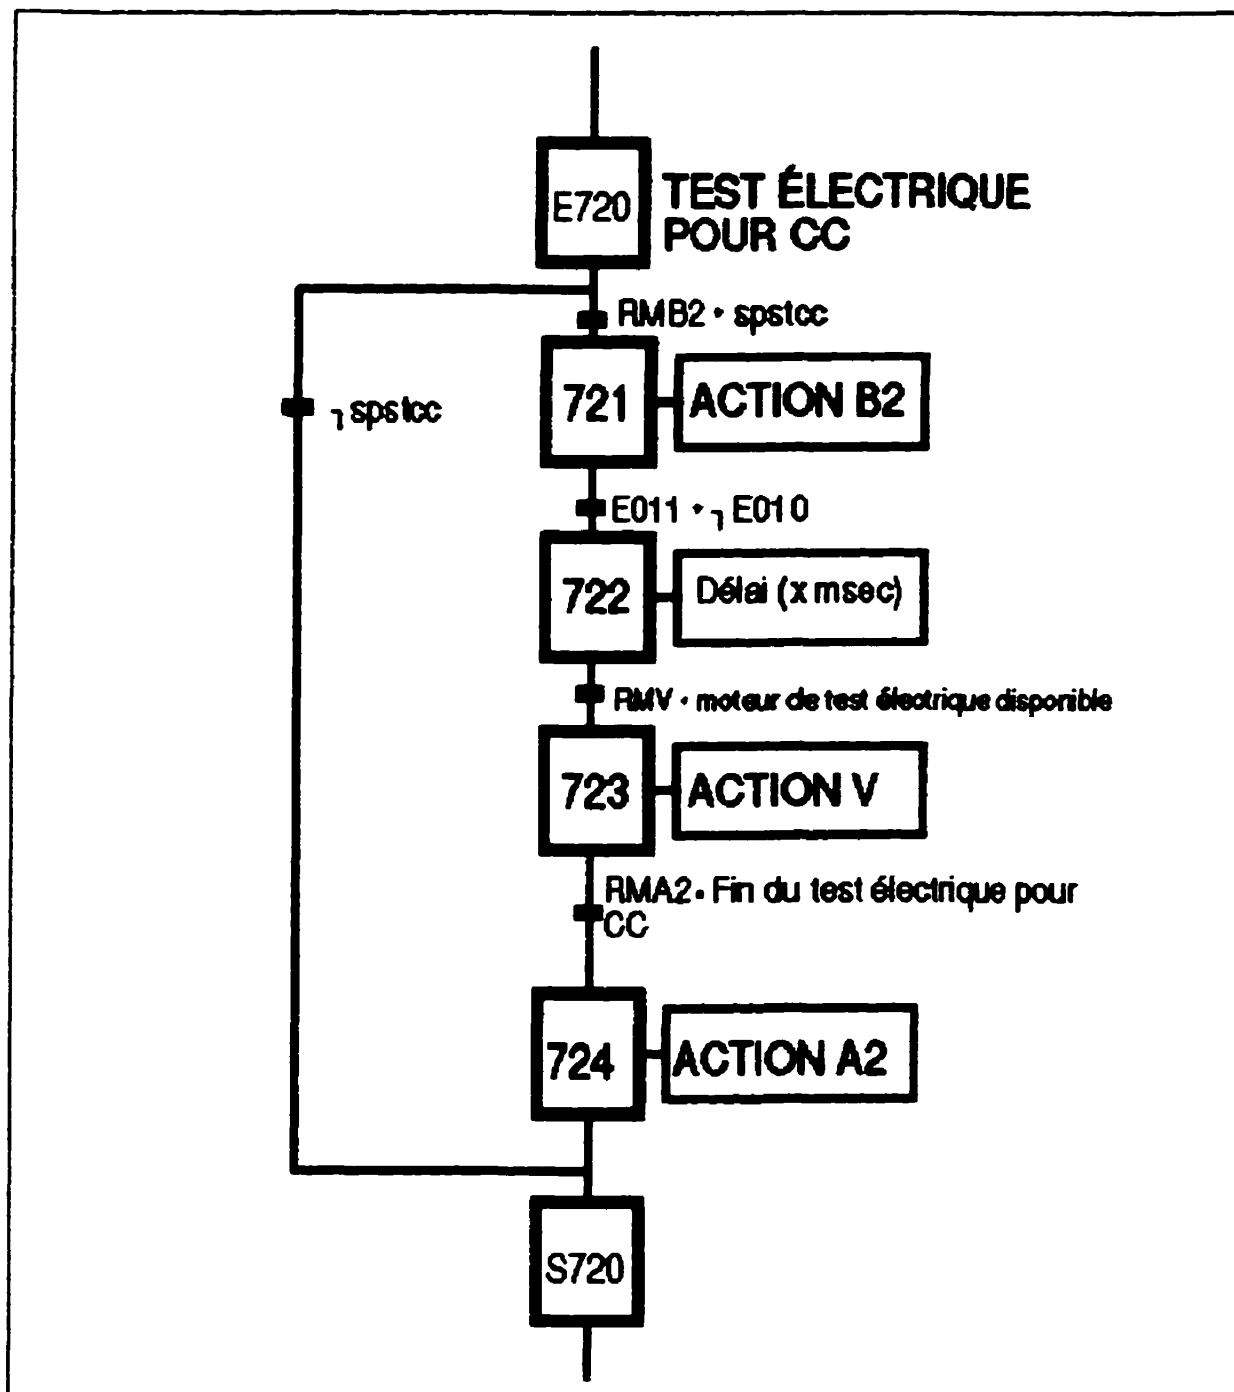 E720
TEST ÉLECTRIQUE
POUR CC
RMB2 · spstcc
721
ACTION B2
┐spstcc
E011 · ┐E010
722
Délai (x msec)
RMV · moteur de test électrique disponible
723
ACTION V
RMA2 · Fin du test électrique pour
CC
724
ACTION A2
S720